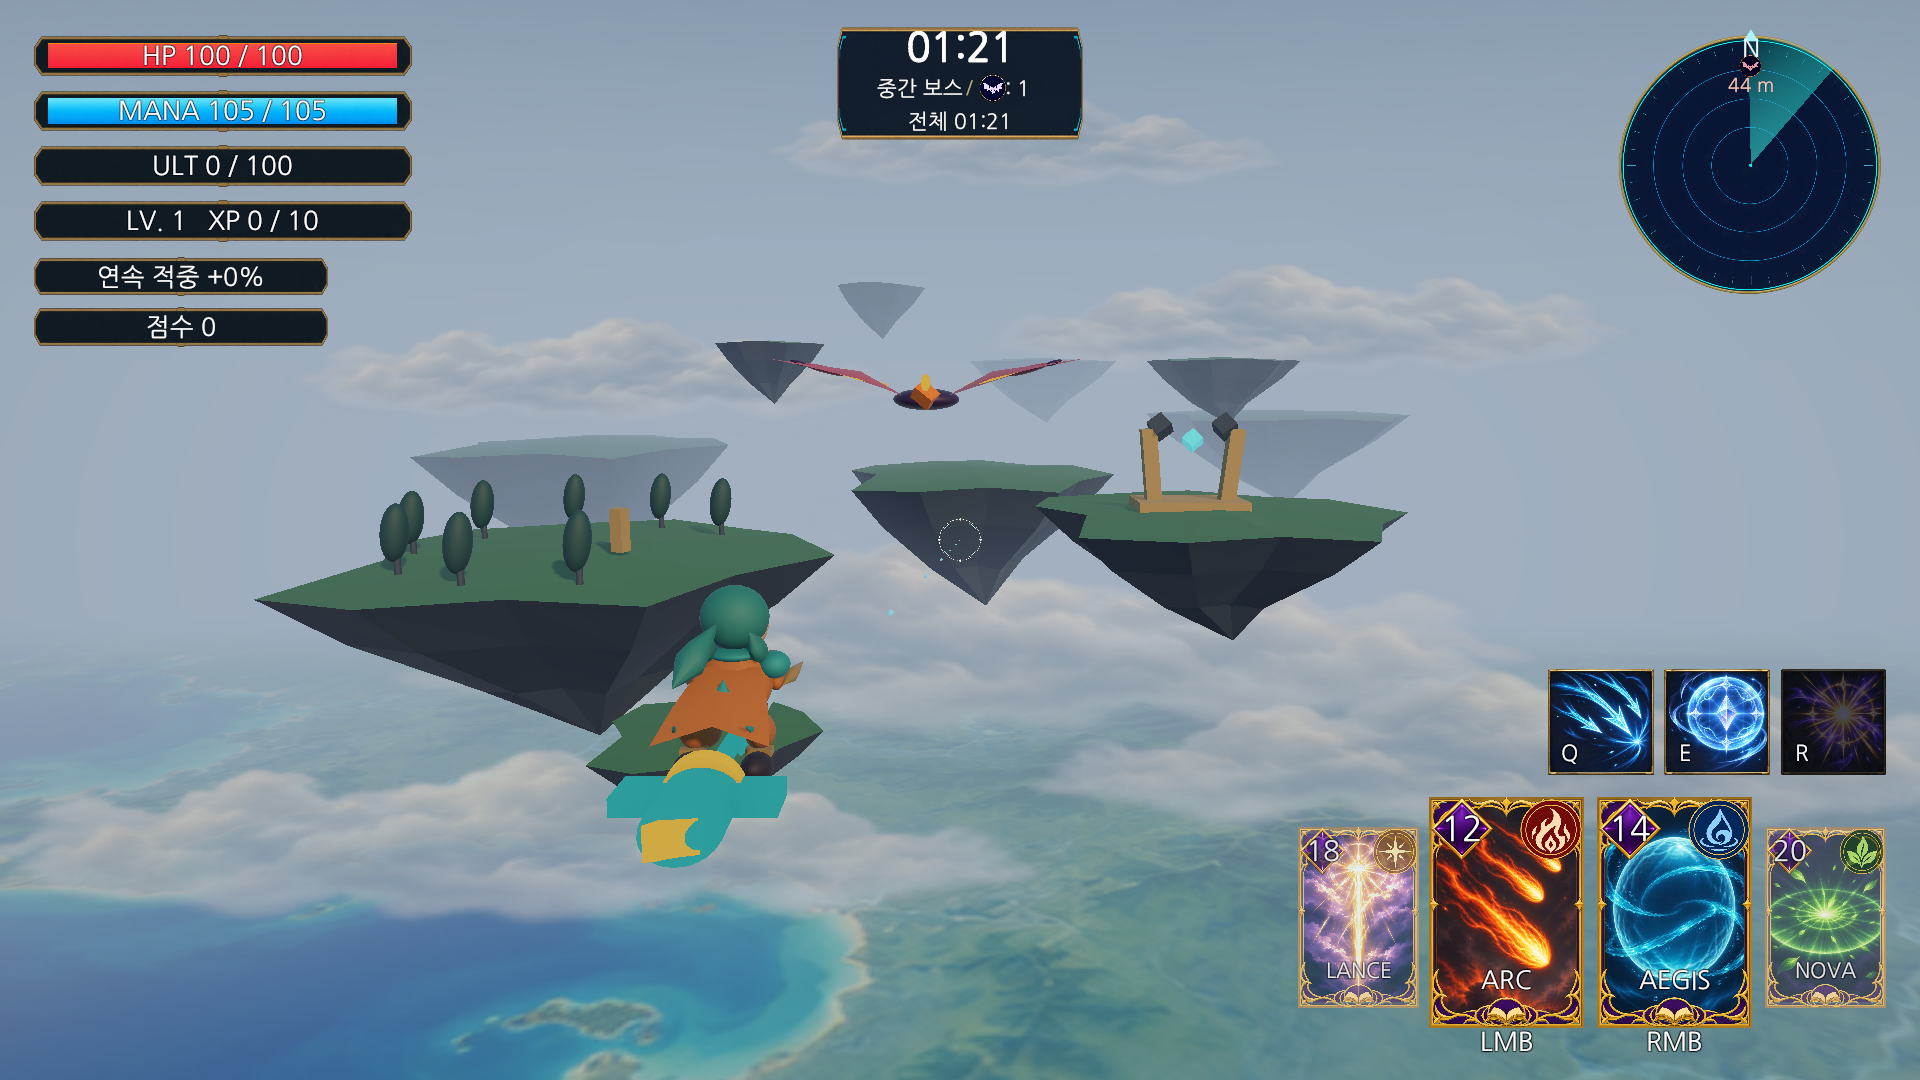 HP 100 / 100
MANA 105 / 105
ULT 0 / 100
LV. 1 XP 0 / 10
연속 적중 +0%
점수 0
01:21
중간 보스 / : 1
전체 01:21
N
44 m
Q
E
R
18
LANCE
12
ARC
LMB
14
AEGIS
RMB
20
NOVA